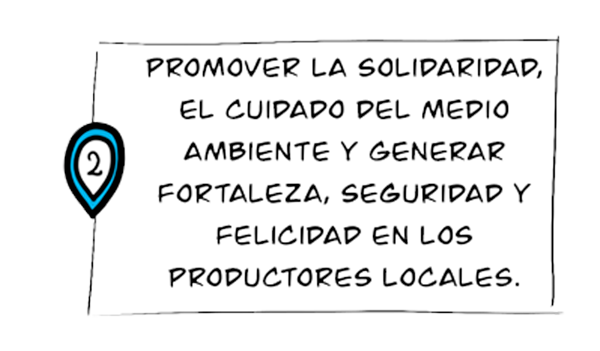 2
PROMOVER LA SOLIDARIDAD,
EL CUIDADO DEL MEDIO
AMBIENTE Y GENERAR
FORTALEZA, SEGURIDAD Y
FELICIDAD EN LOS
PRODUCTORES LOCALES.